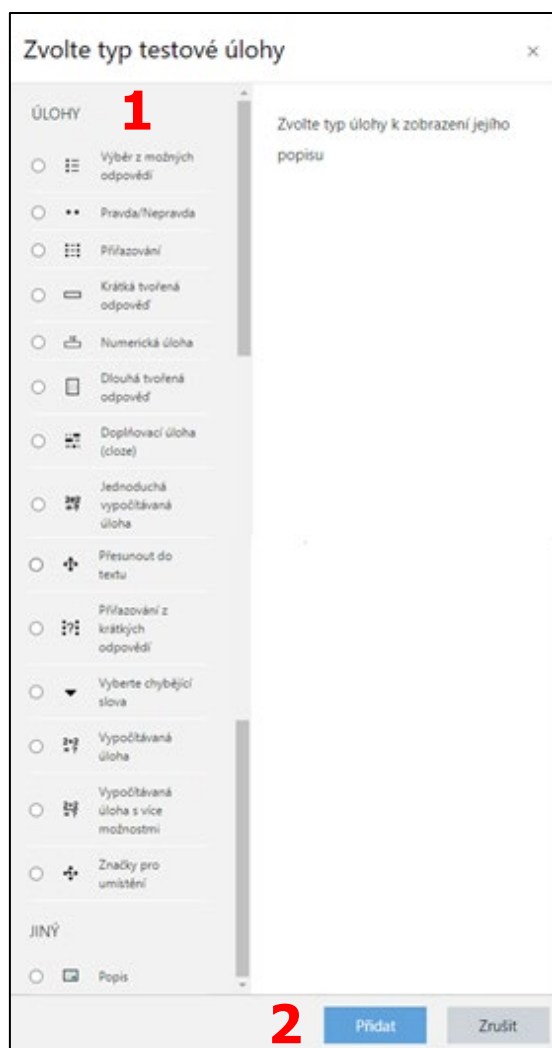 Zvolte typ testové úlohy ×
ÚLOHY
1
Zvolte typ úlohy k zobrazení jejího
popisu
Výběr z možných
odpovědí
Pravda/Nepravda
Přiřazování
Krátká tvořená
odpověď
Numerická úloha
Dlouhá tvořená
odpověď
Doplňovací úloha
(cloze)
Jednoduchá
vypočítávaná
úloha
Přesunout do
textu
Přiřazování z
krátkých
odpovědí
Vyberte chybějící
slova
Vypočítávaná
úloha
Vypočítávaná
úloha s více
možnostmi
Značky pro
umístění
JINÝ
Popis
2
Přidat
Zrušit